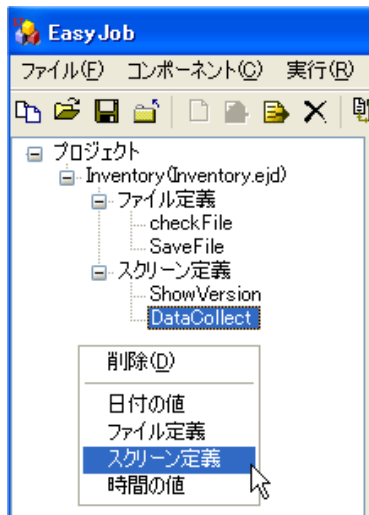 EasyJob
ファイル(F) コンポーネント(C) 実行(R)
プロジェクト
Inventory(Inventory.ejd)
ファイル定義
checkFile
SaveFile
スクリーン定義
ShowVersion
DataCollect
削除(D)
日付の値
ファイル定義
スクリーン定義
時間の値